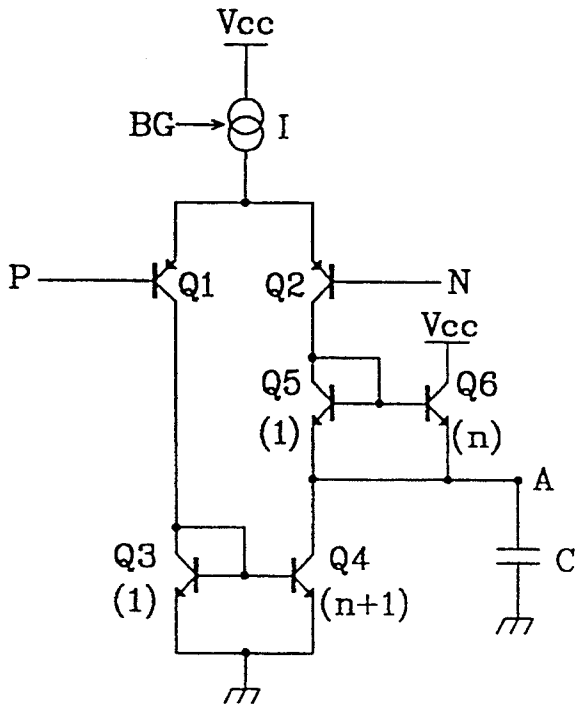 Vcc
BG I
P Q1 Q2 N
Vcc
Q5 Q6
(1) (n)
A
Q3 Q4 C
(1) (n+1)